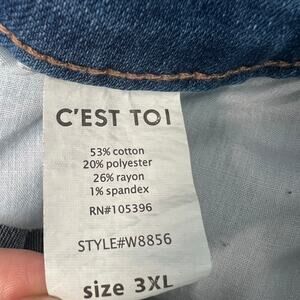 C'EST TOI
53% cotton
20% polyester
26% rayon
1% spandex
RN#105396
STYLE#W8856
size 3XL